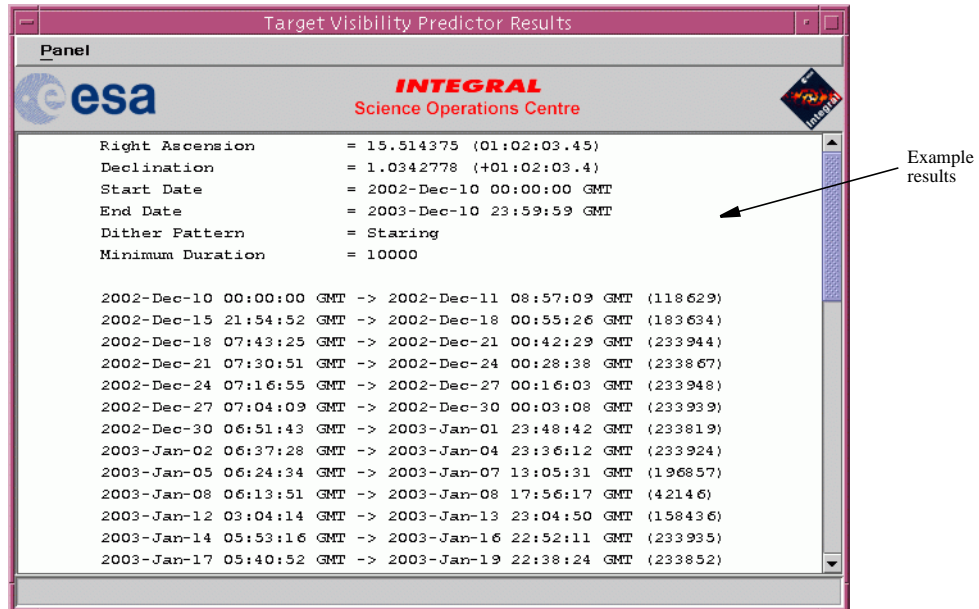 Target Visibility Predictor Results
Panel
esa
INTEGRAL
Science Operations Centre
Integral
Right Ascension = 15.514375 (01:02:03.45)
Declination = 1.0342778 (+01:02:03.4)
Start Date = 2002-Dec-10 00:00:00 GMT
End Date = 2003-Dec-10 23:59:59 GMT
Dither Pattern = Staring
Minimum Duration = 10000
2002-Dec-10 00:00:00 GMT -> 2002-Dec-11 08:57:09 GMT (118629)
2002-Dec-15 21:54:52 GMT -> 2002-Dec-18 00:55:26 GMT (183634)
2002-Dec-18 07:43:25 GMT -> 2002-Dec-21 00:42:29 GMT (233944)
2002-Dec-21 07:30:51 GMT -> 2002-Dec-24 00:28:38 GMT (233867)
2002-Dec-24 07:16:55 GMT -> 2002-Dec-27 00:16:03 GMT (233948)
2002-Dec-27 07:04:09 GMT -> 2002-Dec-30 00:03:08 GMT (233939)
2002-Dec-30 06:51:43 GMT -> 2003-Jan-01 23:48:42 GMT (233819)
2003-Jan-02 06:37:28 GMT -> 2003-Jan-04 23:36:12 GMT (233924)
2003-Jan-05 06:24:34 GMT -> 2003-Jan-07 13:05:31 GMT (196857)
2003-Jan-08 06:13:51 GMT -> 2003-Jan-08 17:56:17 GMT (42146)
2003-Jan-12 03:04:14 GMT -> 2003-Jan-13 23:04:50 GMT (158436)
2003-Jan-14 05:53:16 GMT -> 2003-Jan-16 22:52:11 GMT (233935)
2003-Jan-17 05:40:52 GMT -> 2003-Jan-19 22:38:24 GMT (233852)
Example
results